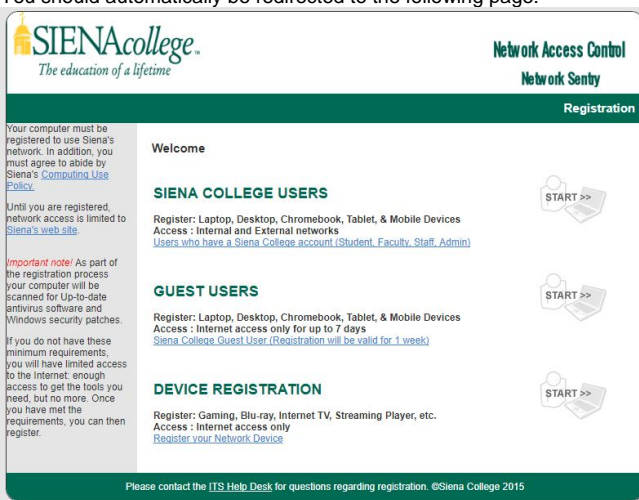 You should automatically be redirected to the following page:
SIENAcollege™
The education of a lifetime
Network Access Control
Network Sentry
Registration
Your computer must be
registered to use Siena's
network. In addition, you
must agree to abide by
Siena's Computing Use
Policy.
Until you are registered,
network access is limited to
Siena's web site.
Important note! As part of
the registration process
your computer will be
scanned for Up-to-date
antivirus software and
Windows security patches.
If you do not have these
minimum requirements,
you will have limited access
to the Internet: enough
access to get the tools you
need, but no more. Once
you have met the
requirements, you can then
register.
Welcome
SIENA COLLEGE USERS
Register: Laptop, Desktop, Chromebook, Tablet, & Mobile Devices
Access : Internal and External networks
Users who have a Siena College account (Student, Faculty, Staff, Admin)
START >>
GUEST USERS
Register: Laptop, Desktop, Chromebook, Tablet, & Mobile Devices
Access : Internet access only for up to 7 days
Siena College Guest User (Registration will be valid for 1 week)
START >>
DEVICE REGISTRATION
Register: Gaming, Blu-ray, Internet TV, Streaming Player, etc.
Access : Internet access only
Register your Network Device
START >>
Please contact the ITS Help Desk for questions regarding registration. ©Siena College 2015